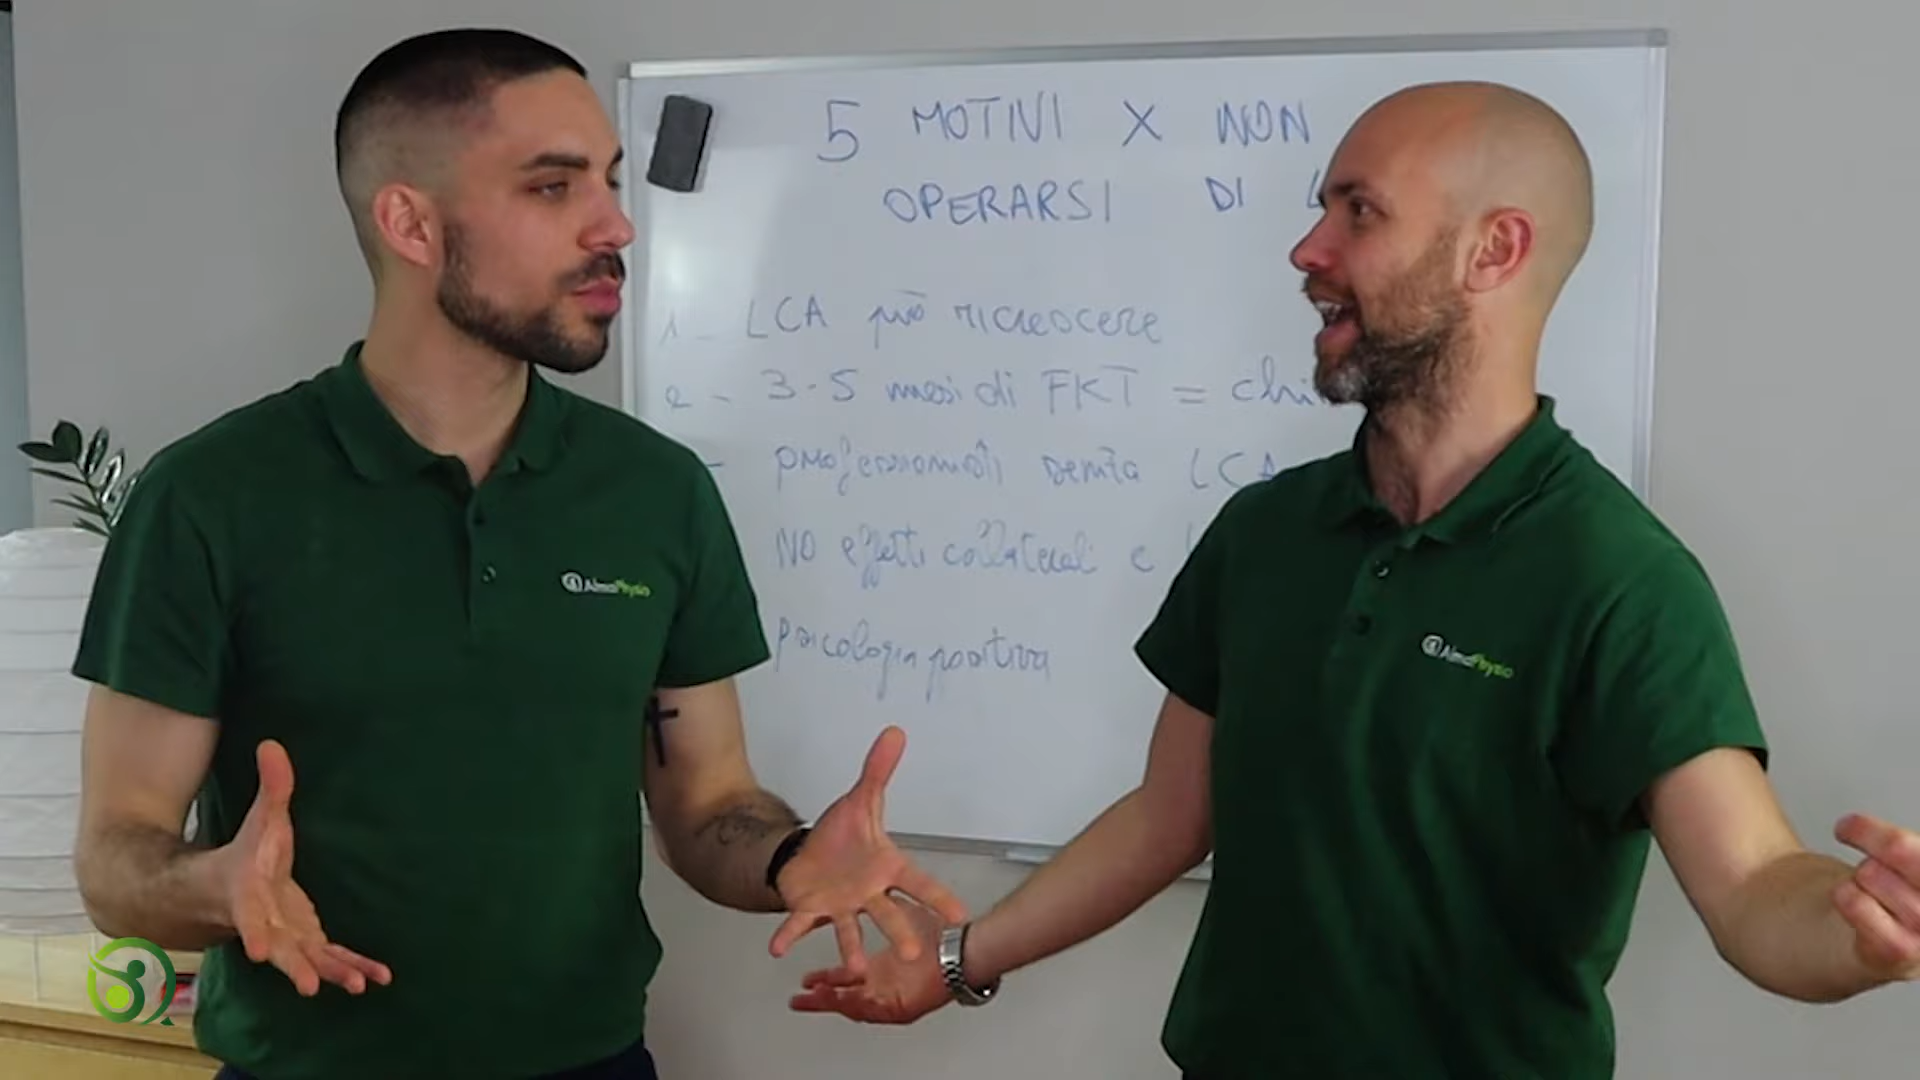 5 MOTIVI X NON
OPERARSI DI L
1 - LCA può ricrescere
2 - 3-5 mesi di FKT = chi
- professionisti senza LCA
NO effetti collaterali e
psicologia positiva
AlmaPhysio
AlmaPhysio